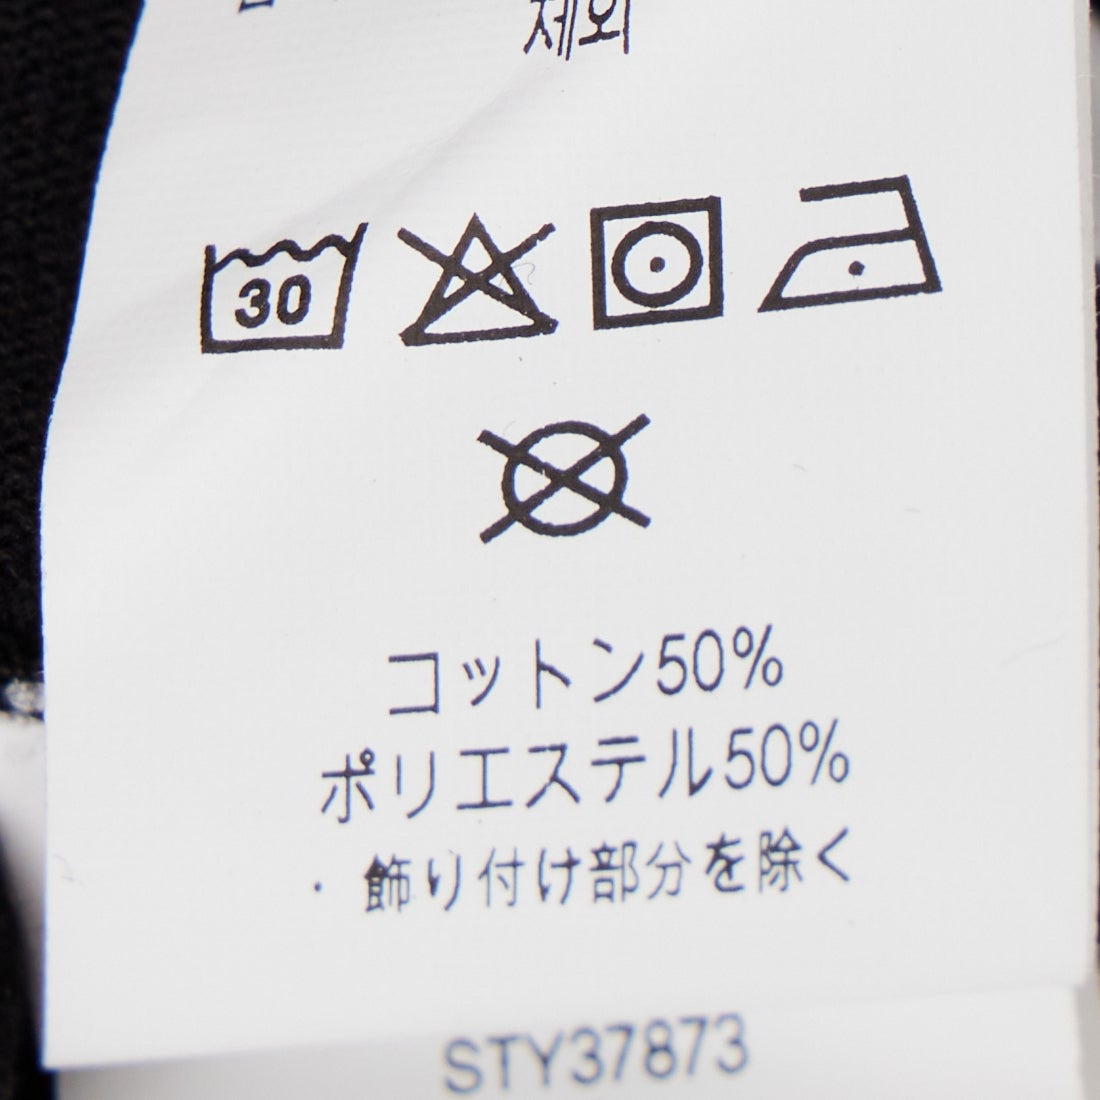 제외
30
コットン50%
ポリエステル50%
・飾り付け部分を除く
STY37873